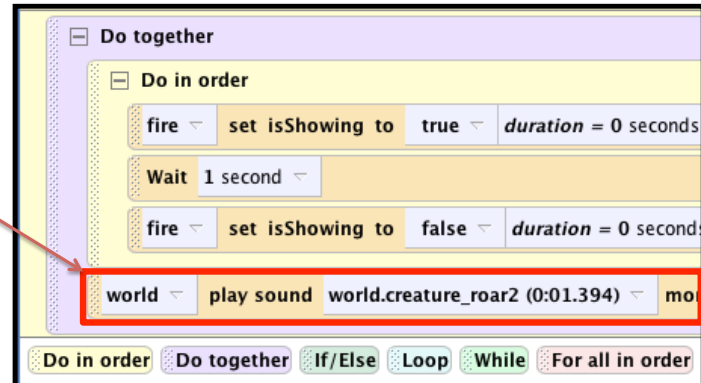 Do together
Do in order
fire set isShowing to true duration = 0 seconds
Wait 1 second
fire set isShowing to false duration = 0
world play sound world.creature_roar2 (0:01.394)
Do in order Do together If/Else Loop While For all in order